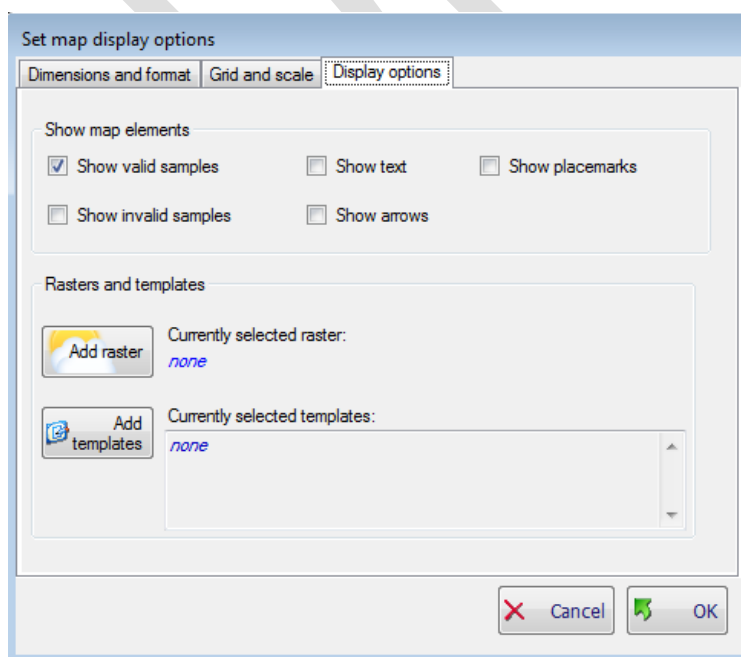 Set map display options
Dimensions and format Grid and scale Display options
Show map elements
Show valid samples Show text Show placemarks
Show invalid samples Show arrows
Rasters and templates
Add raster
Currently selected raster:
none
Add
templates
Currently selected templates:
none
Cancel OK